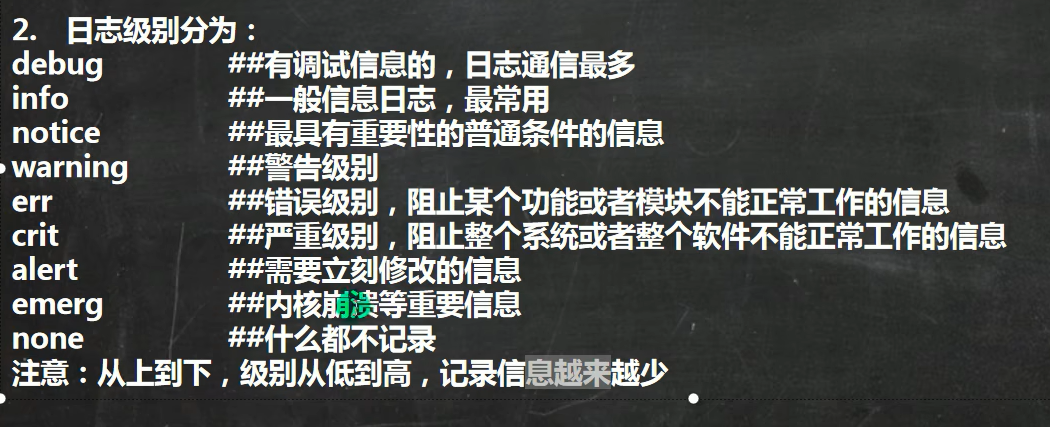 2. 日志级别分为：
debug ##有调试信息的，日志通信最多
info ##一般信息日志，最常用
notice ##最具有重要性的普通条件的信息
warning ##警告级别
err ##错误级别，阻止某个功能或者模块不能正常工作的信息
crit ##严重级别，阻止整个系统或者整个软件不能正常工作的信息
alert ##需要立刻修改的信息
emerg ##内核崩溃等重要信息
none ##什么都不记录
注意：从上到下，级别从低到高，记录信息越来越少